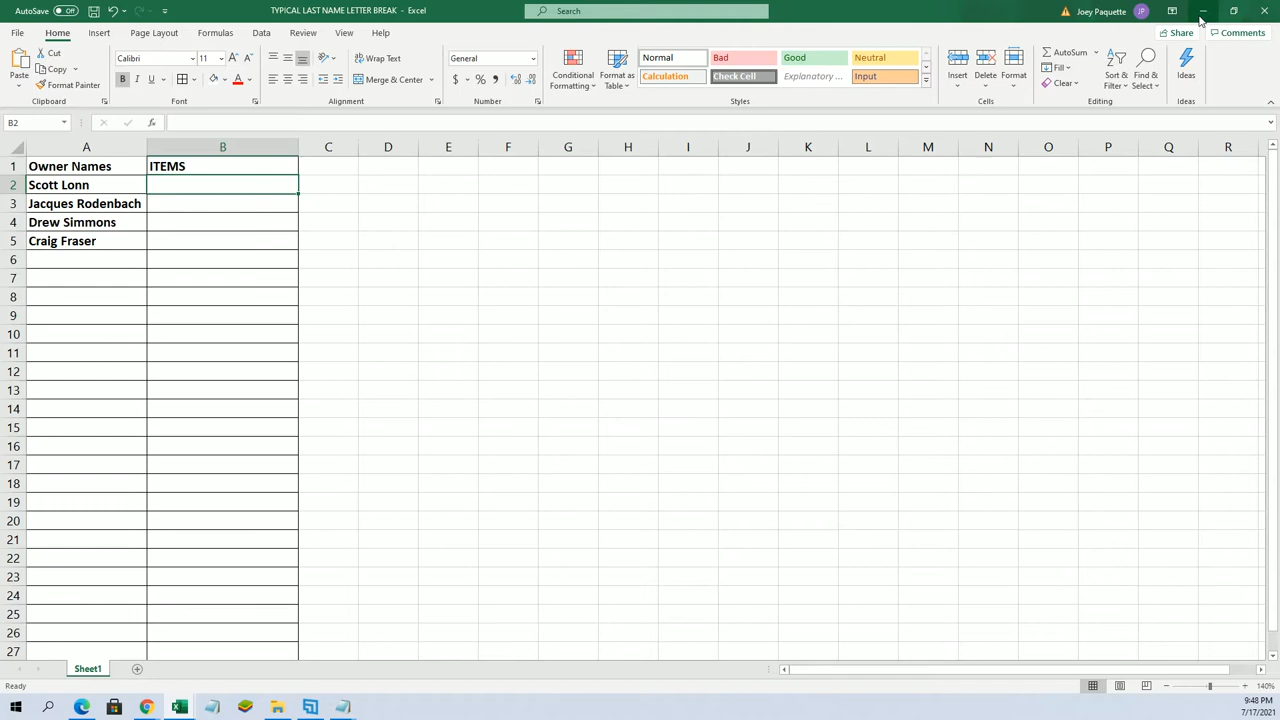 AutoSave Off TYPICAL LAST NAME LETTER BREAK - Excel Search Joey Paquette JP
File Home Insert Page Layout Formulas Data Review View Help Share Comments
Paste Cut Copy Format Painter Clipboard
Calibri 11 B I U A Font
Wrap Text Merge & Center Alignment
General $ % Number
Conditional Formatting Format as Table
Normal Bad Good Neutral
Calculation Check Cell Explanatory ... Input
Styles
Insert Delete Format Cells
AutoSum Fill Clear Sort & Filter Find & Select Editing
Ideas Ideas
B2 fx
A B C D E F G H I J K L M N O P Q R
1 Owner Names ITEMS
2 Scott Lonn
3 Jacques Rodenbach
4 Drew Simmons
5 Craig Fraser
6
7
8
9
10
11
12
13
14
15
16
17
18
19
20
21
22
23
24
25
26
27
Sheet1
Ready 140%
9:48 PM
7/17/2021